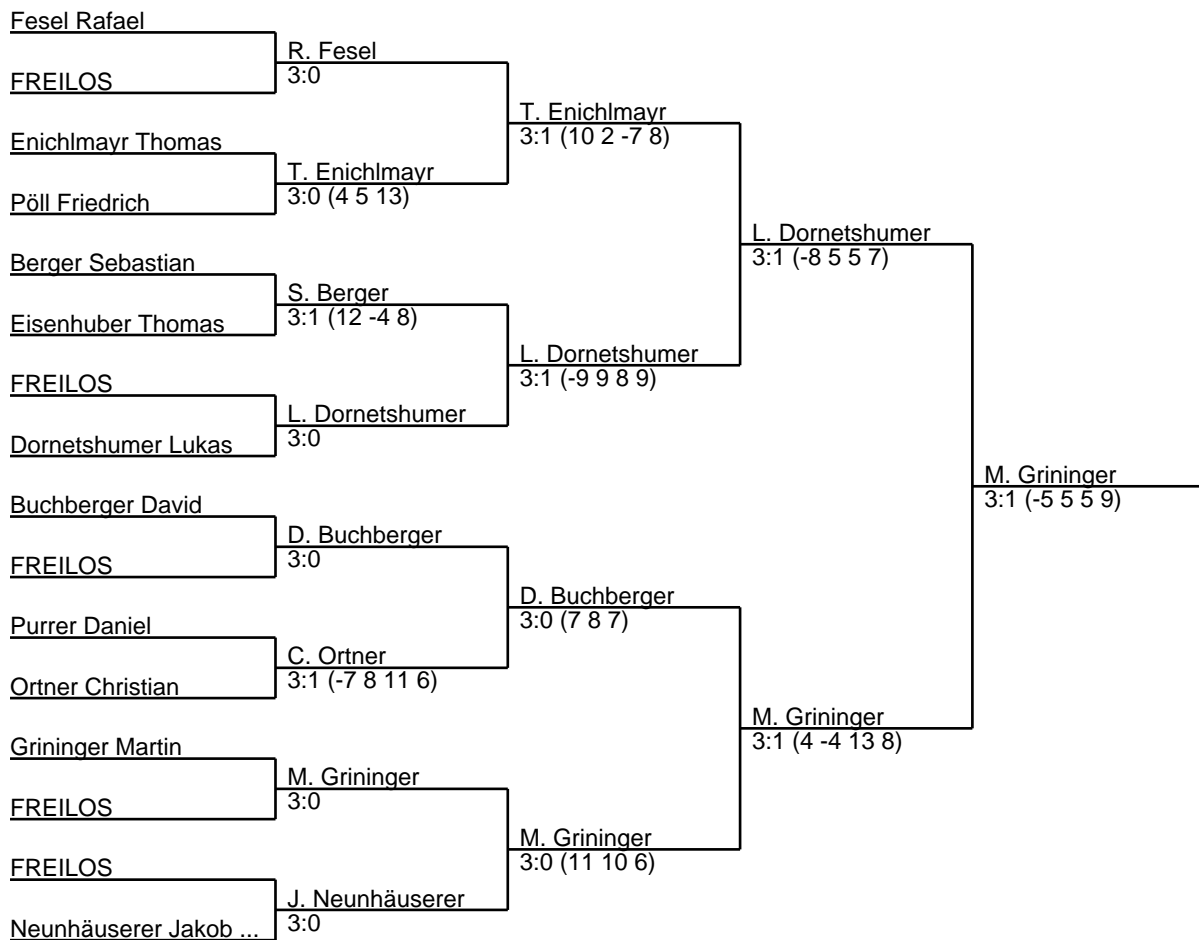 Fesel Rafael
FREILOS
Enichlmayr Thomas
Pöll Friedrich
Berger Sebastian
Eisenhuber Thomas
FREILOS
Dornetshumer Lukas
Buchberger David
FREILOS
Purrer Daniel
Ortner Christian
Grininger Martin
FREILOS
FREILOS
Neunhäuserer Jakob ...
R. Fesel
3:0
T. Enichlmayr
3:0 (4 5 13)
S. Berger
3:1 (12 -4 8)
L. Dornetshumer
3:0
D. Buchberger
3:0
C. Ortner
3:1 (-7 8 11 6)
M. Grininger
3:0
J. Neunhäuserer
3:0
T. Enichlmayr
3:1 (10 2 -7 8)
L. Dornetshumer
3:1 (-9 9 8 9)
D. Buchberger
3:0 (7 8 7)
M. Grininger
3:0 (11 10 6)
L. Dornetshumer
3:1 (-8 5 5 7)
M. Grininger
3:1 (4 -4 13 8)
M. Grininger
3:1 (-5 5 5 9)